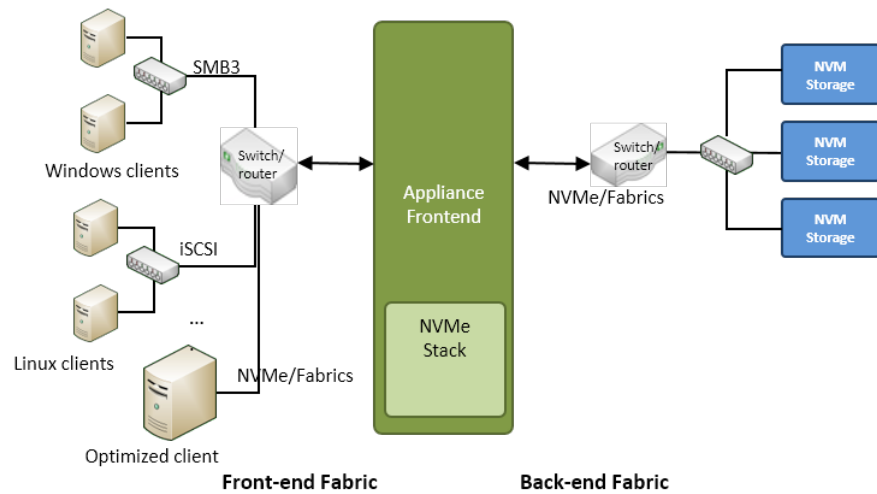 SMB3
Windows clients
Switch/
router
iSCSI
...
Linux clients
NVMe/Fabrics
Optimized client
Front-end Fabric
Appliance
Frontend
NVMe
Stack
Switch/
router
NVMe/Fabrics
Back-end Fabric
NVM
Storage
NVM
Storage
NVM
Storage